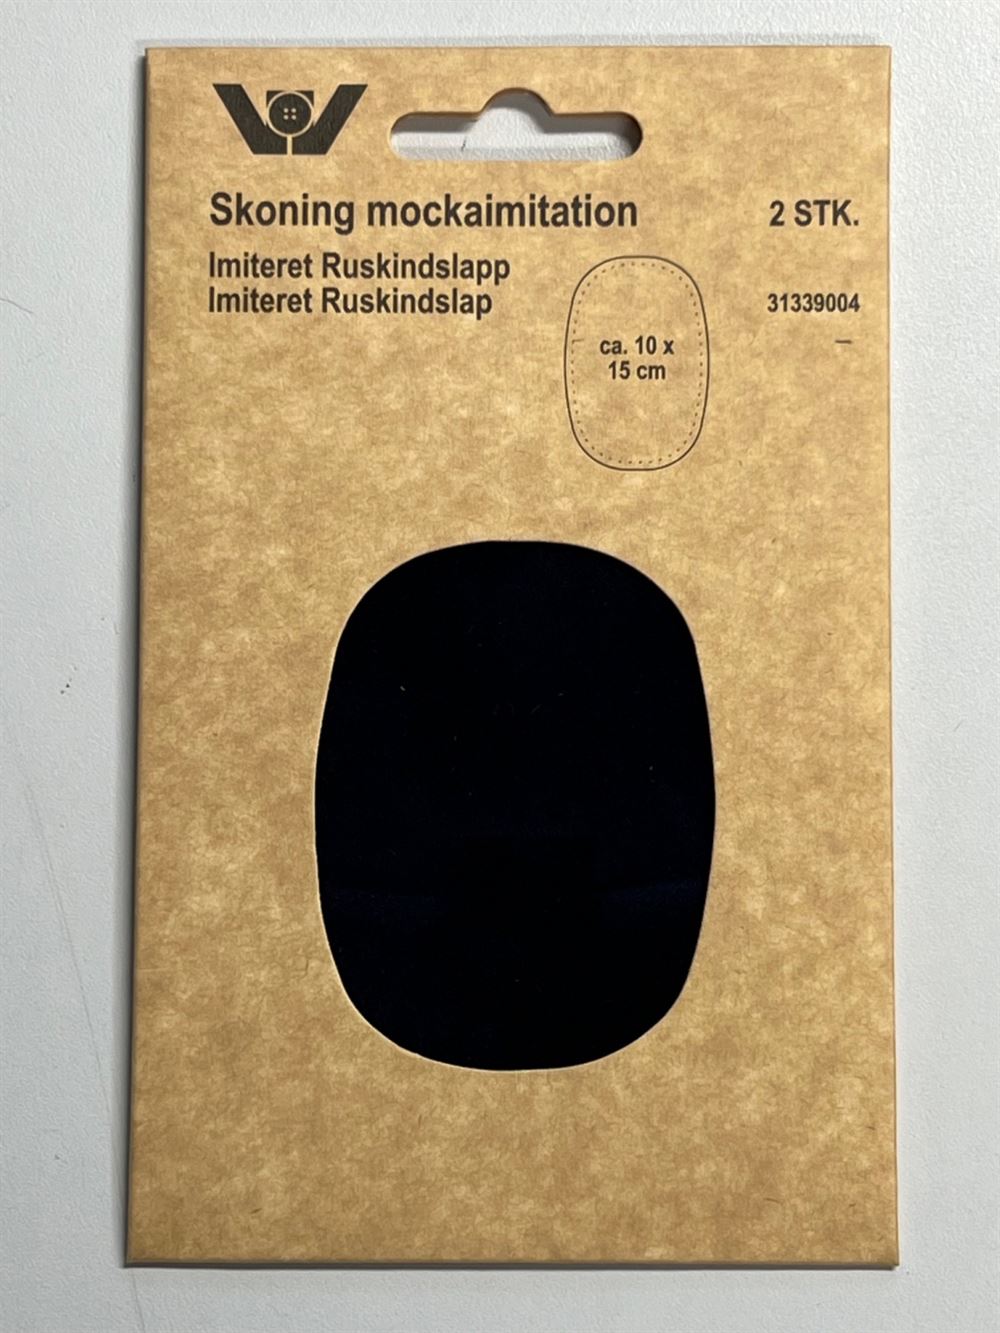 Skoning mockaimitation
2 STK.
Imiteret Ruskindslapp
Imiteret Ruskindslap
31339004
ca. 10 x
15 cm